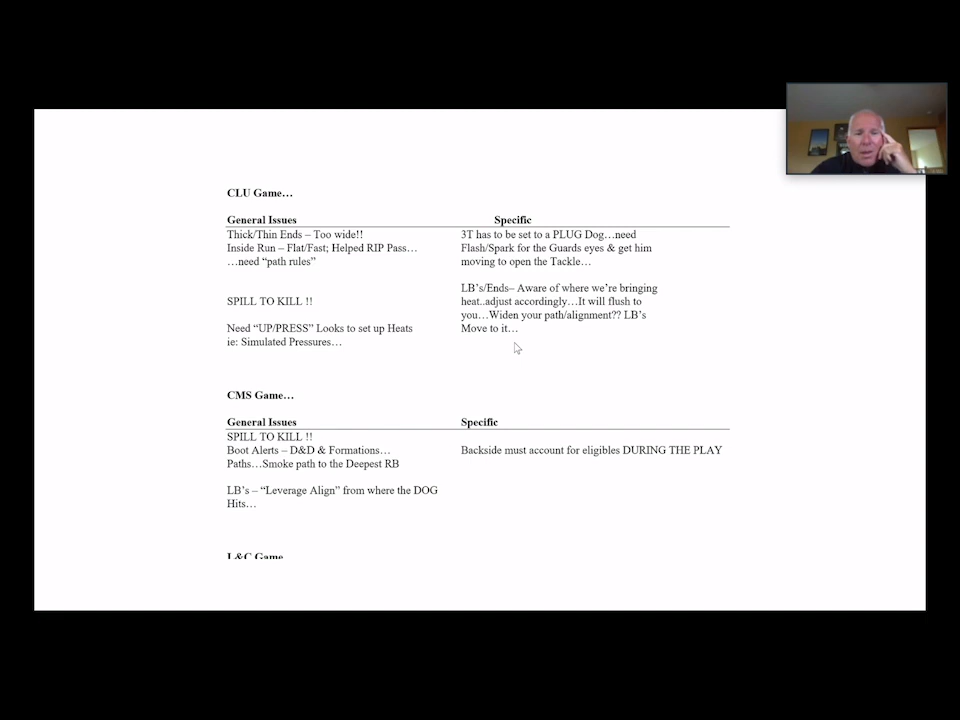 CLU Game…
General Issues
Specific
Thick/Thin Ends – Too wide!!
Inside Run – Flat/Fast; Helped RIP Pass…
…need “path rules”
SPILL TO KILL !!
Need “UP/PRESS” Looks to set up Heats
ie: Simulated Pressures…
3T has to be set to a PLUG Dog…need
Flash/Spark for the Guards eyes & get him
moving to open the Tackle…
LB’s/Ends– Aware of where we’re bringing
heat..adjust accordingly…It will flush to
you…Widen your path/alignment?? LB’s
Move to it…
CMS Game…
General Issues
Specific
SPILL TO KILL !!
Boot Alerts – D&D & Formations…
Paths…Smoke path to the Deepest RB
LB’s – “Leverage Align” from where the DOG
Hits…
Backside must account for eligibles DURING THE PLAY
L&C Game